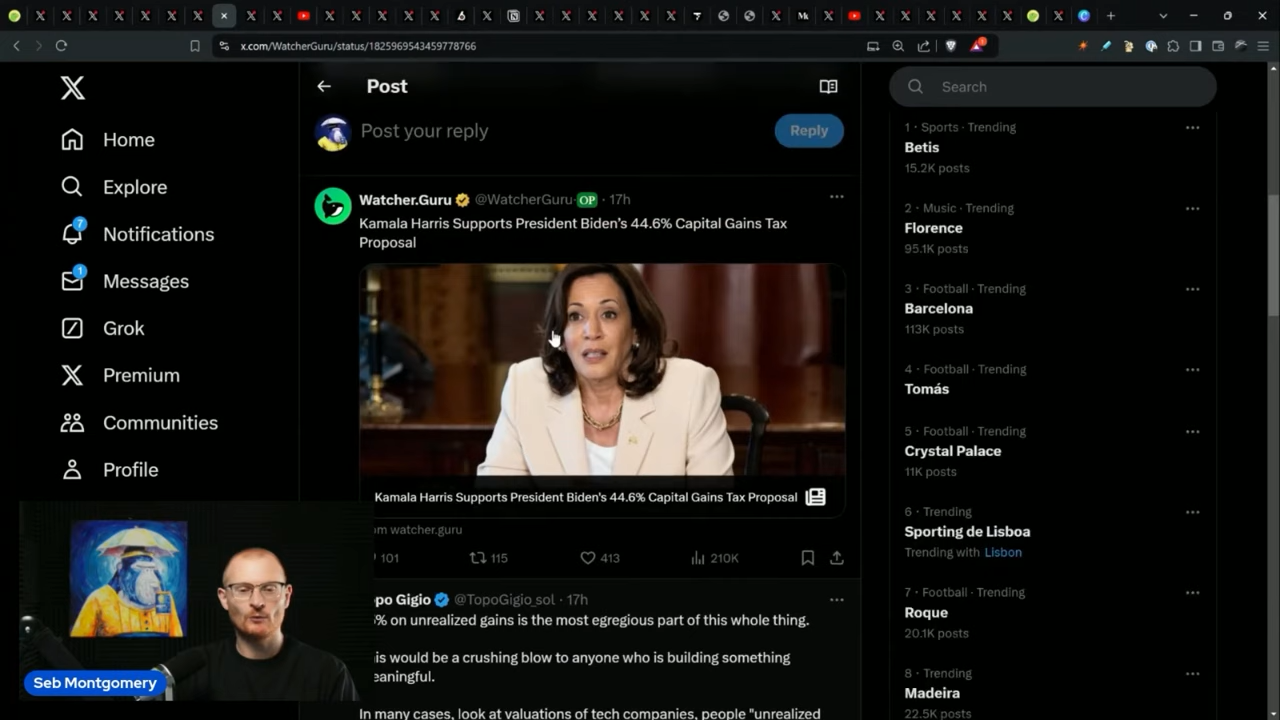 x.com/WatcherGuru/status/1825969543459778766
Post
Search
Home
Explore
7
Notifications
1
Messages
Grok
Premium
Communities
Profile
Post your reply
Reply
Watcher.Guru @WatcherGuru OP · 17h
Kamala Harris Supports President Biden's 44.6% Capital Gains Tax
Proposal
Kamala Harris Supports President Biden's 44.6% Capital Gains Tax Proposal
watcher.guru
101 115 413 210K
Gigio @TopoGigio_sol · 17h
on unrealized gains is the most egregious part of this whole thing.
would be a crushing blow to anyone who is building something
In many cases, look at valuations of tech companies, people "unrealized
1 · Sports · Trending
Betis
15.2K posts
2 · Music · Trending
Florence
95.1K posts
3 · Football · Trending
Barcelona
113K posts
4 · Football · Trending
Tomás
5 · Football · Trending
Crystal Palace
11K posts
6 · Trending
Sporting de Lisboa
Trending with Lisbon
7 · Football · Trending
Roque
20.1K posts
8 · Trending
Madeira
22.5K posts
Seb Montgomery